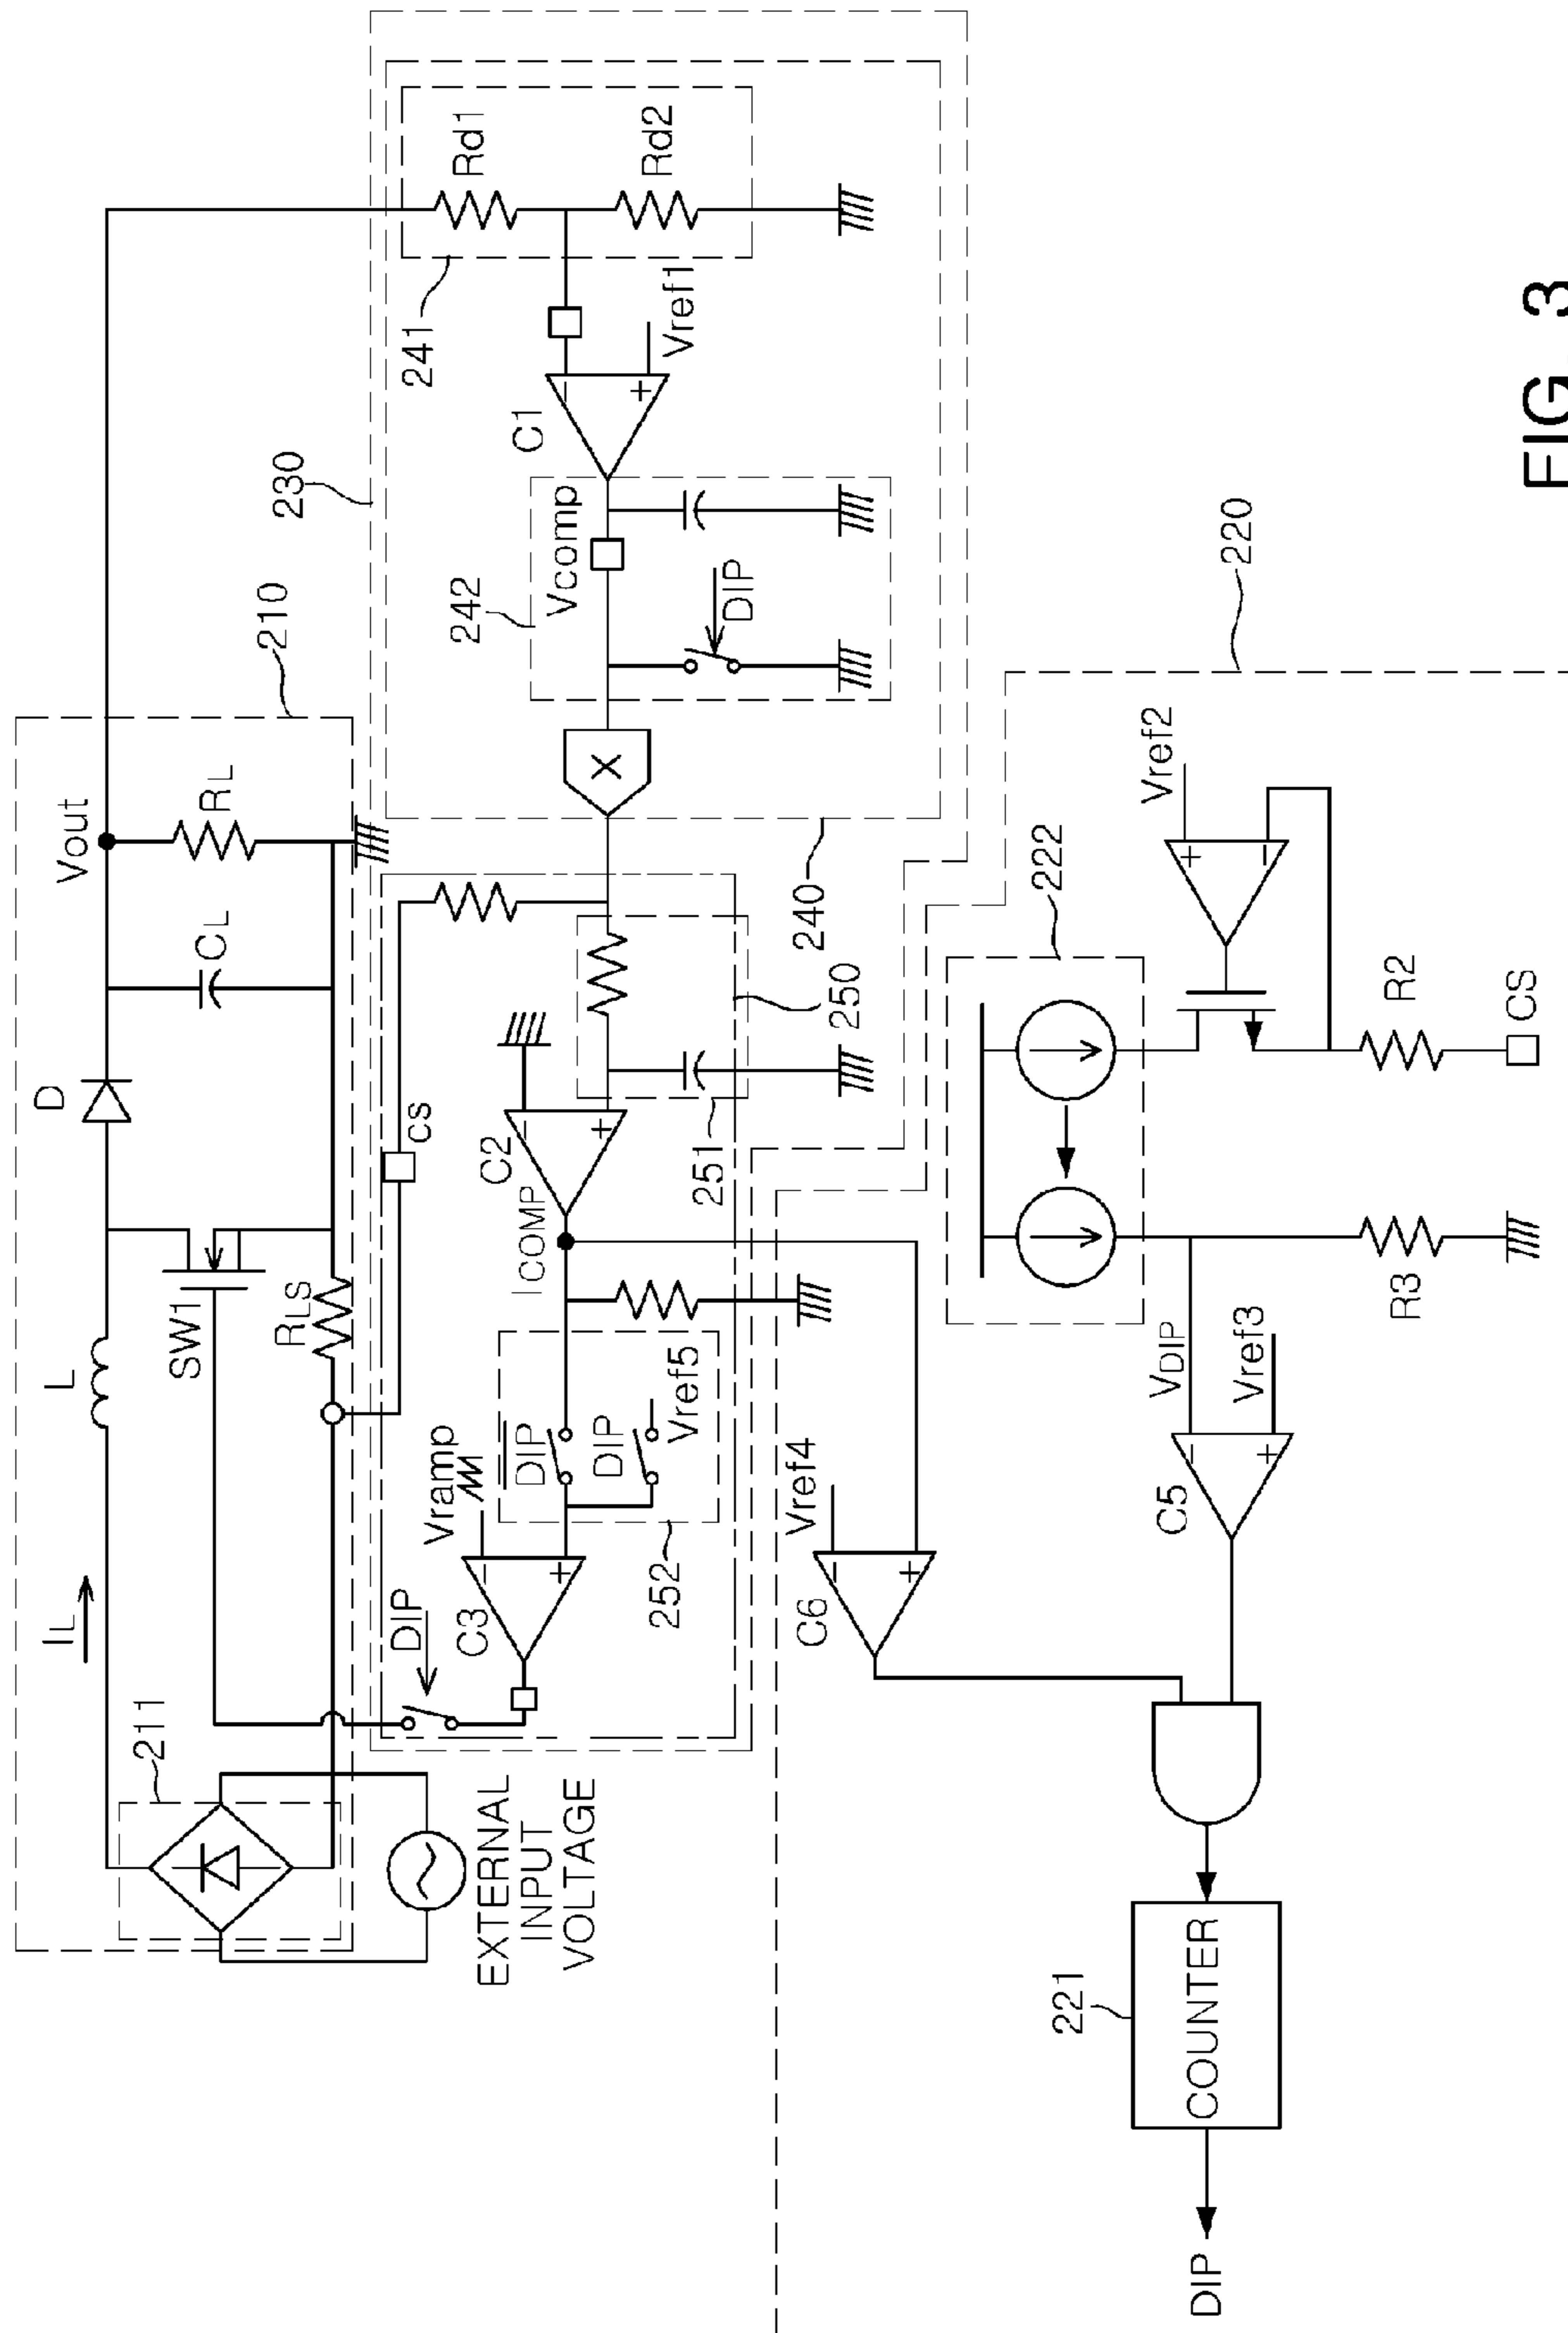 210
Vout
D
L
IL
211
RL
CL
SW1
RLS
EXTERNAL
INPUT
VOLTAGE
230
Rd1
Rd2
241
Vref1
C1
242
Vcomp
DIP
X
240
cs
250
251
C2
ICOMP
Vramp
DIP
DIP
Vref5
252
C3
DIP
Vref4
C6
220
222
Vref2
R2
CS
R3
VDIP
Vref3
C5
221
COUNTER
DIP
FIG. 3